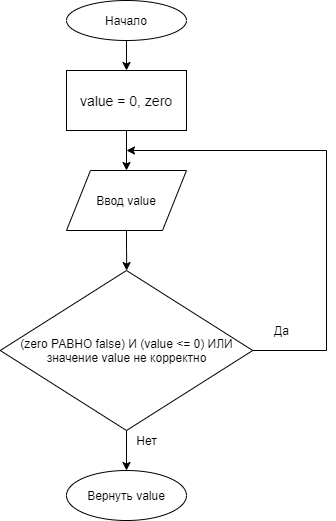 Начало
value = 0, zero
Ввод value
(zero РАВНО false) И (value <= 0) ИЛИ
значение value не корректно
Да
Нет
Вернуть value